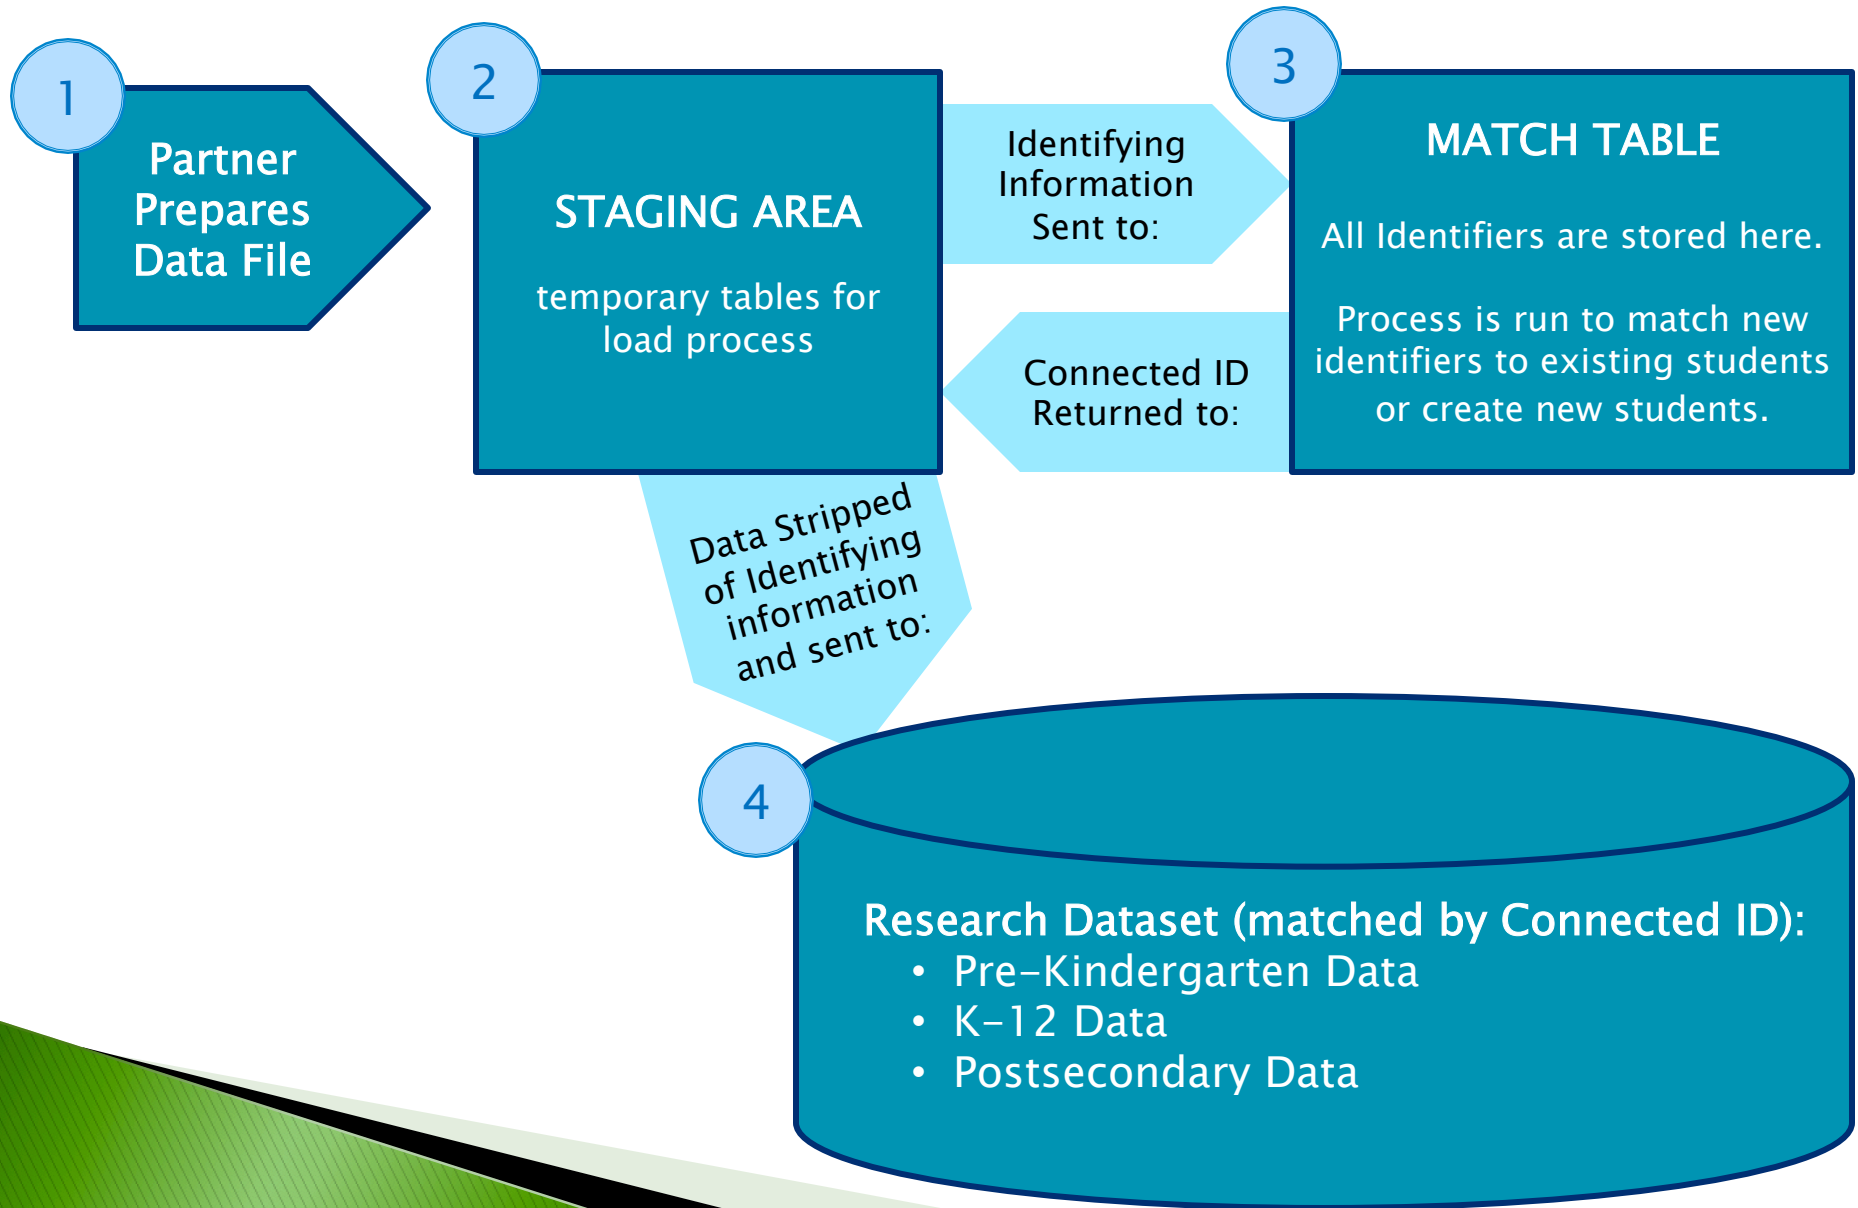 1
Partner
Prepares
Data File
2
STAGING AREA
temporary tables for
load process
Identifying
Information
Sent to:
Connected ID
Returned to:
3
MATCH TABLE
All Identifiers are stored here.
Process is run to match new
identifiers to existing students
or create new students.
Data Stripped
of Identifying
information
and sent to:
4
Research Dataset (matched by Connected ID):
• Pre-Kindergarten Data
• K-12 Data
• Postsecondary Data